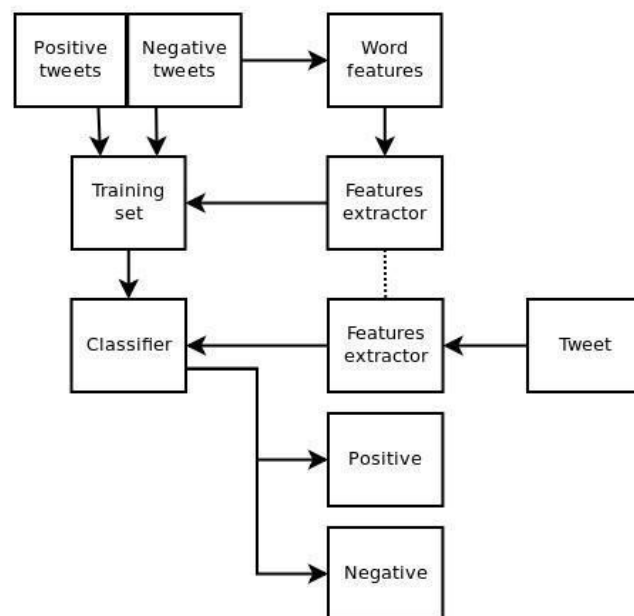 Positive
tweets
Negative
tweets
Word
features
Training
set
Features
extractor
Classifier
Features
extractor
Tweet
Positive
Negative